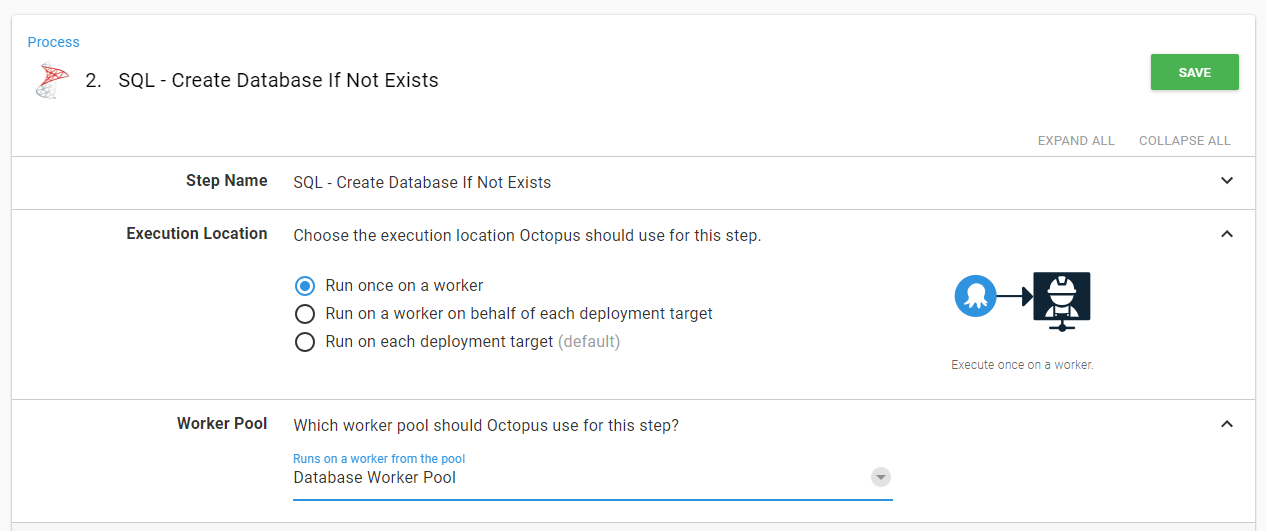 Process
2. SQL - Create Database If Not Exists
SAVE
EXPAND ALL COLLAPSE ALL
Step Name SQL - Create Database If Not Exists
Execution Location Choose the execution location Octopus should use for this step.
Run once on a worker
Run on a worker on behalf of each deployment target
Run on each deployment target (default)
Execute once on a worker.
Worker Pool Which worker pool should Octopus use for this step?
Runs on a worker from the pool
Database Worker Pool